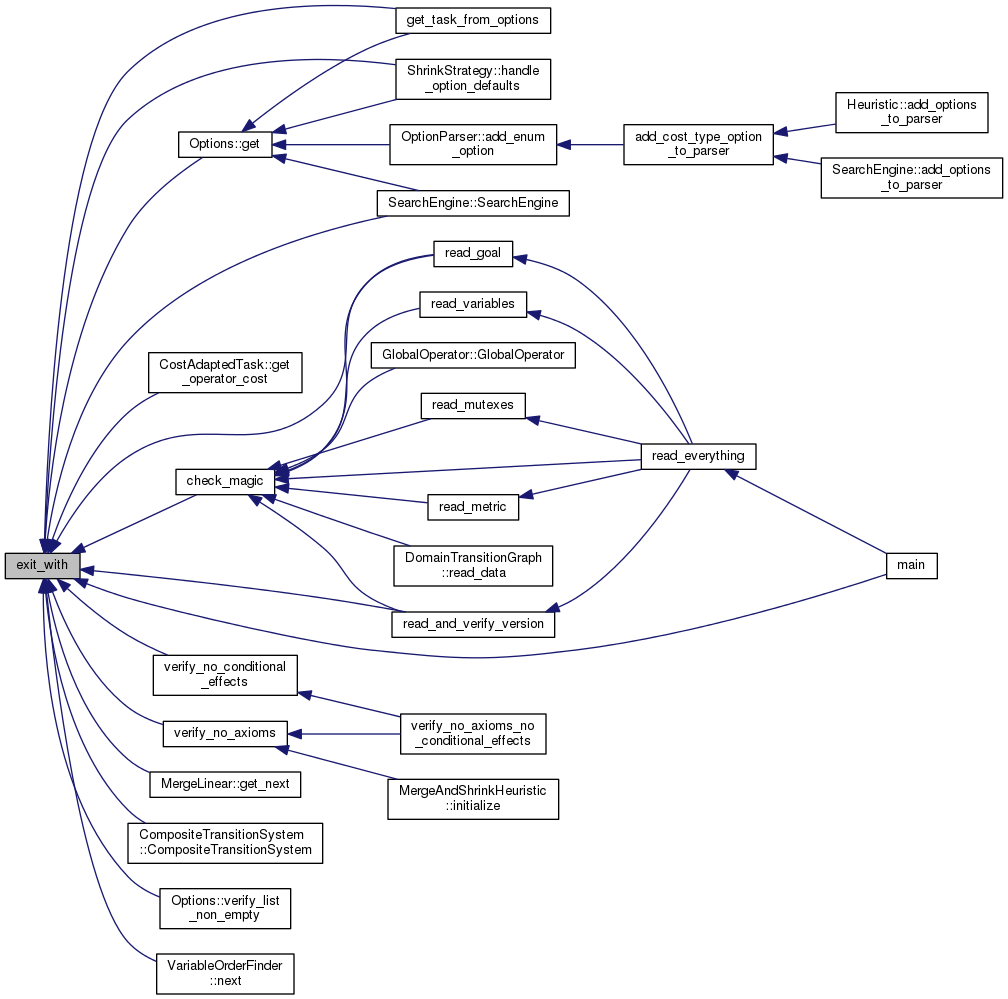 get_task_from_options
ShrinkStrategy::handle
_option_defaults
Heuristic::add_options
_to_parser
Options::get
OptionParser::add_enum
_option
add_cost_type_option
_to_parser
SearchEngine::add_options
_to_parser
SearchEngine::SearchEngine
read_goal
read_variables
GlobalOperator::GlobalOperator
CostAdaptedTask::get
_operator_cost
read_mutexes
read_everything
check_magic
read_metric
DomainTransitionGraph
::read_data
exit_with
main
read_and_verify_version
verify_no_conditional
_effects
verify_no_axioms
verify_no_axioms_no
_conditional_effects
MergeLinear::get_next
MergeAndShrinkHeuristic
::initialize
CompositeTransitionSystem
::CompositeTransitionSystem
Options::verify_list
_non_empty
VariableOrderFinder
::next